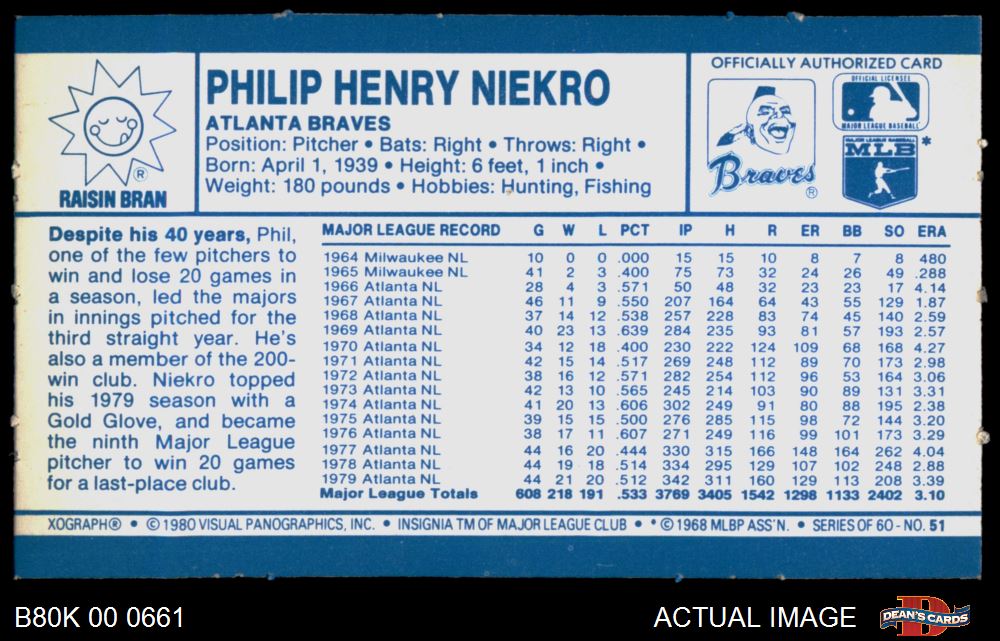 RAISIN BRAN
®
PHILIP HENRY NIEKRO
ATLANTA BRAVES
Position: Pitcher • Bats: Right • Throws: Right •
Born: April 1, 1939 • Height: 6 feet, 1 inch •
Weight: 180 pounds • Hobbies: Hunting, Fishing
OFFICIALLY AUTHORIZED CARD
Braves ®
OFFICIAL LICENSEE
MAJOR LEAGUE BASEBALL
MAJOR LEAGUE BASEBALL
MLB *
Despite his 40 years, Phil,
one of the few pitchers to
win and lose 20 games in
a season, led the majors
in innings pitched for the
third straight year. He's
also a member of the 200-
win club. Niekro topped
his 1979 season with a
Gold Glove, and became
the ninth Major League
pitcher to win 20 games
for a last-place club.
MAJOR LEAGUE RECORD G W L PCT IP H R ER BB SO ERA
1964 Milwaukee NL 10 0 0 .000 15 15 10 8 7 8 480
1965 Milwaukee NL 41 2 3 .400 75 73 32 24 26 49 .288
1966 Atlanta NL 28 4 3 .571 50 48 32 23 23 17 4.14
1967 Atlanta NL 46 11 9 .550 207 164 64 43 55 129 1.87
1968 Atlanta NL 37 14 12 .538 257 228 83 74 45 140 2.59
1969 Atlanta NL 40 23 13 .639 284 235 93 81 57 193 2.57
1970 Atlanta NL 34 12 18 .400 230 222 124 109 68 168 4.27
1971 Atlanta NL 42 15 14 .517 269 248 112 89 70 173 2.98
1972 Atlanta NL 38 16 12 .571 282 254 112 96 53 164 3.06
1973 Atlanta NL 42 13 10 .565 245 214 103 90 89 131 3.31
1974 Atlanta NL 41 20 13 .606 302 249 91 80 88 195 2.38
1975 Atlanta NL 39 15 15 .500 276 285 115 98 72 144 3.20
1976 Atlanta NL 38 17 11 .607 271 249 116 99 101 173 3.29
1977 Atlanta NL 44 16 20 .444 330 315 166 148 164 262 4.04
1978 Atlanta NL 44 19 18 .514 334 295 129 107 102 248 2.88
1979 Atlanta NL 44 21 20 .512 342 311 160 129 113 208 3.39
Major League Totals 608 218 191 .533 3769 3405 1542 1298 1133 2402 3.10
XOGRAPH® • © 1980 VISUAL PANOGRAPHICS, INC. • INSIGNIA TM OF MAJOR LEAGUE CLUB • * © 1968 MLBP ASS'N. • SERIES OF 60 - NO. 51
B80K 00 0661
ACTUAL IMAGE
DEAN'S CARDS